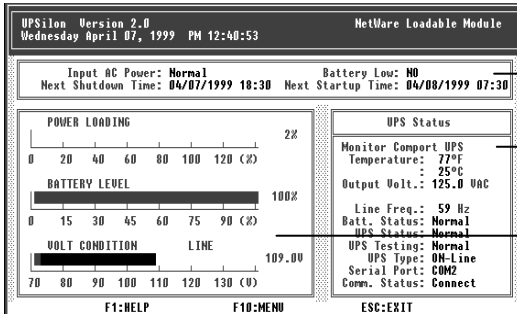 UPSilon Version 2.0 NetWare Loadable Module
Wednesday April 07, 1999 PM 12:40:53
Input AC Power: Normal Battery Low: NO
Next Shutdown Time: 04/07/1999 18:30 Next Startup Time: 04/08/1999 07:30
POWER LOADING
2%
0 20 40 60 80 100 120 (%)
BATTERY LEVEL
100%
0 15 30 45 60 75 90 (%)
VOLT CONDITION LINE
109.0V
70 80 90 100 110 120 130 (V)
UPS Status
Monitor Comport UPS
Temperature: 77°F
: 25°C
Output Volt.: 125.0 VAC
Line Freq.: 59 Hz
Batt. Status: Normal
UPS Status: Normal
UPS Testing: Normal
UPS Type: ON-Line
Serial Port: COM2
Comm. Status: Connect
F1:HELP F10:MENU ESC:EXIT